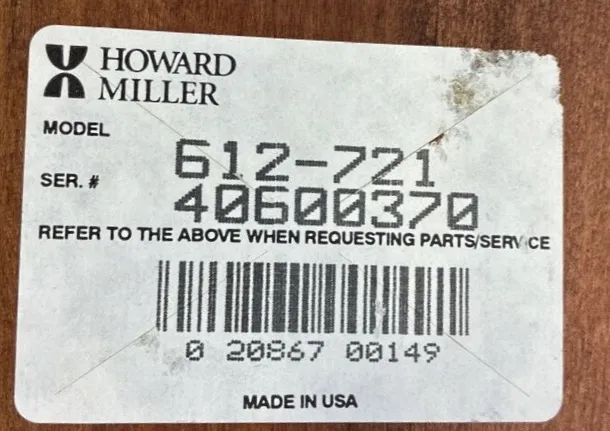 HOWARD
MILLER
MODEL
612-721
SER. #
40600370
REFER TO THE ABOVE WHEN REQUESTING PARTS/SERVICE
0 20867 00149
MADE IN USA